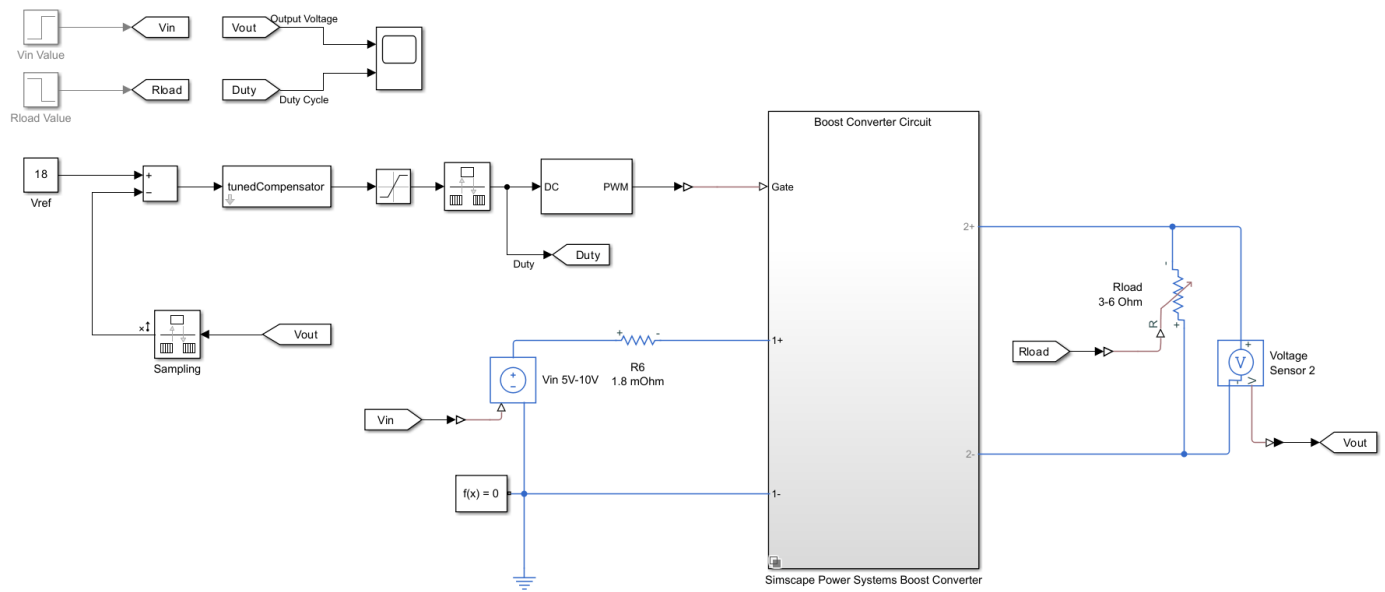 Vin
Vin Value
Vout
Output Voltage
Rload
Rload Value
Duty
Duty Cycle
Boost Converter Circuit
18
Vref
+
−
tunedCompensator
DC
PWM
Gate
Duty
Duty
Vout
Sampling
Vin 5V-10V
+
−
+
-
R6
1.8 mOhm
Vin
f(x) = 0
1+
1-
2+
2-
Rload
3-6 Ohm
-
+
R
Rload
V
+
-
V
Voltage
Sensor 2
Vout
Simscape Power Systems Boost Converter